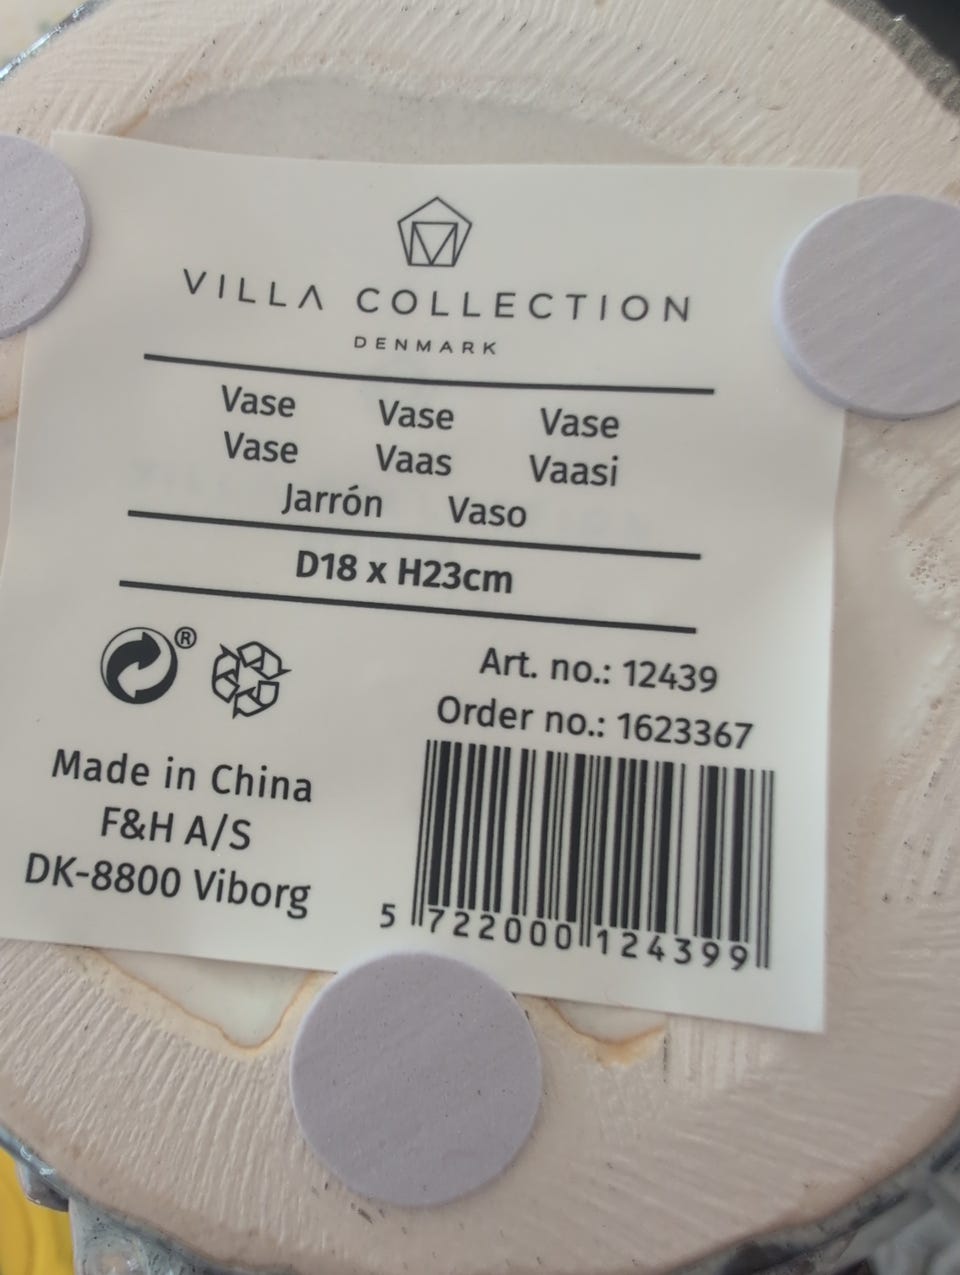 VILLA COLLECTION
DENMARK
Vase Vase Vase
Vase Vaas Vaasi
Jarrón Vaso
D18 x H23cm
®
Art. no.: 12439
Order no.: 1623367
Made in China
F&H A/S
DK-8800 Viborg
5 722000 124399